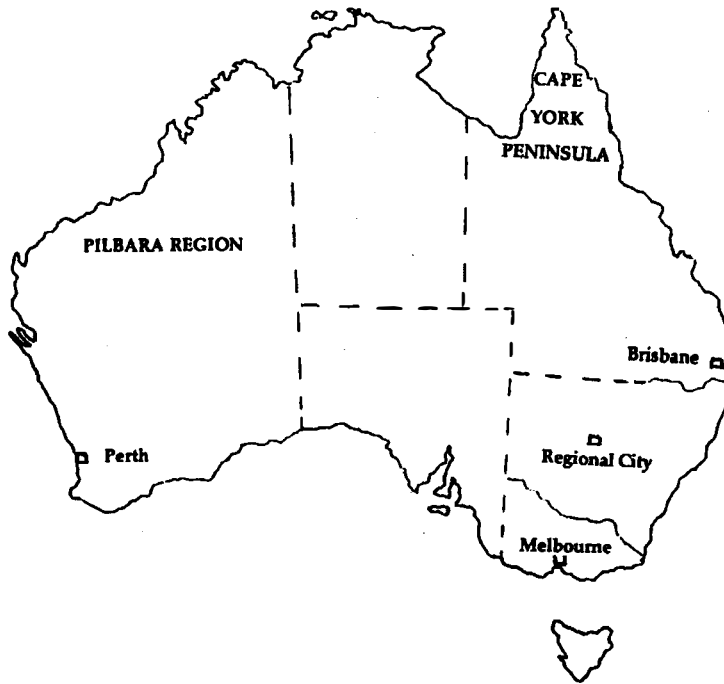 CAPE
YORK
PENINSULA
PILBARA REGION
Brisbane
Perth
Regional City
Melbourne